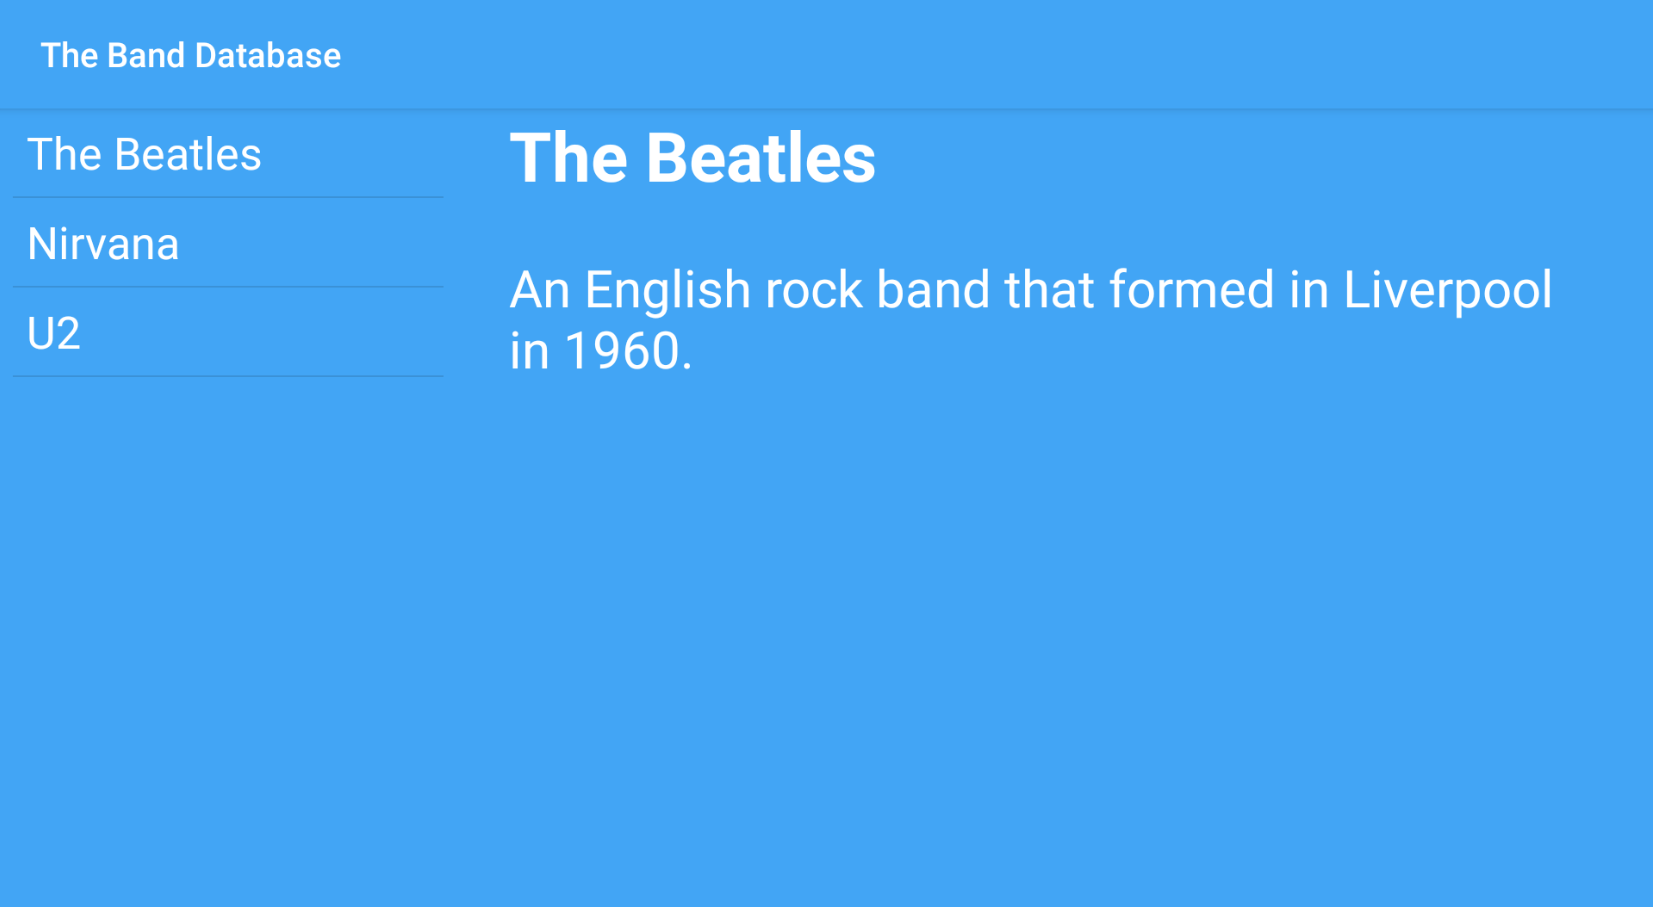 The Band Database
The Beatles
Nirvana
U2
The Beatles
An English rock band that formed in Liverpool
in 1960.